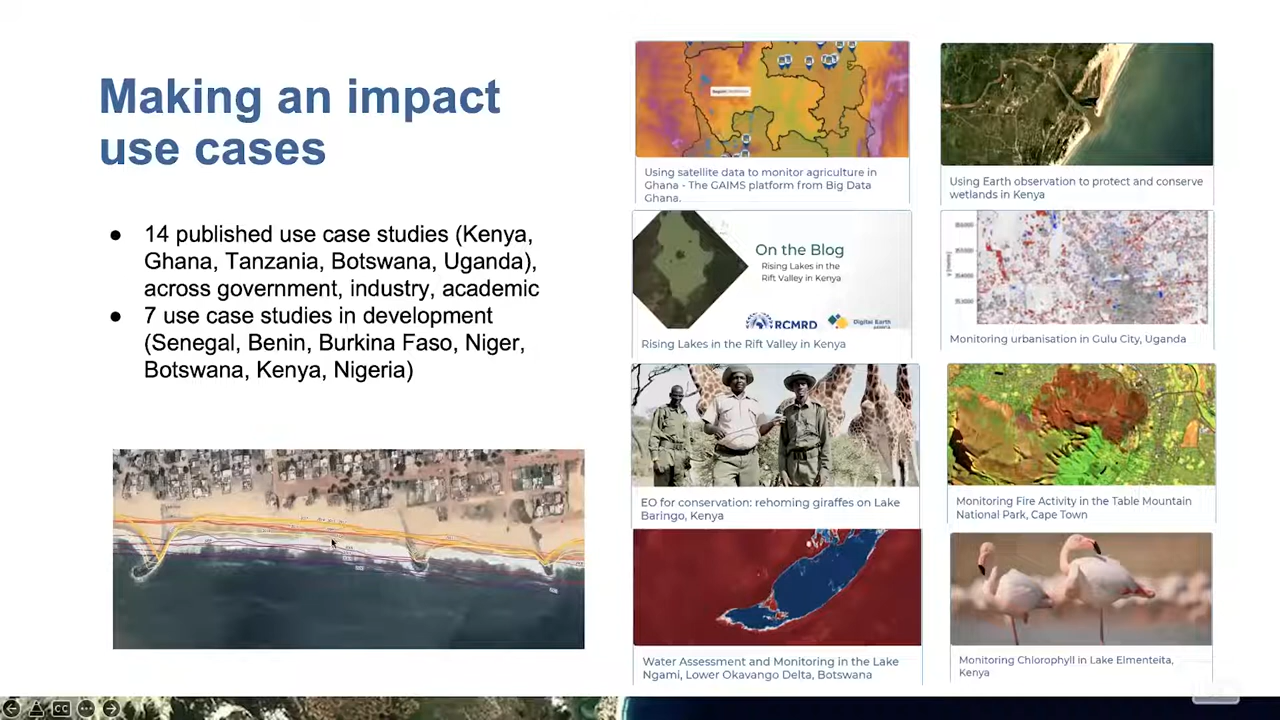 Making an impact
use cases
● 14 published use case studies (Kenya,
Ghana, Tanzania, Botswana, Uganda),
across government, industry, academic
● 7 use case studies in development
(Senegal, Benin, Burkina Faso, Niger,
Botswana, Kenya, Nigeria)
Using satellite data to monitor agriculture in
Ghana - The GAIMS platform from Big Data
Ghana.
Using Earth observation to protect and conserve
wetlands in Kenya
On the Blog
Rising Lakes in the
Rift Valley in Kenya
RCMRD
Digital Earth
Rising Lakes in the Rift Valley in Kenya
Monitoring urbanisation in Gulu City, Uganda
EO for conservation: rehoming giraffes on Lake
Baringo, Kenya
Monitoring Fire Activity in the Table Mountain
National Park, Cape Town
Water Assessment and Monitoring in the Lake
Ngami, Lower Okavango Delta, Botswana
Monitoring Chlorophyll in Lake Elmenteita,
Kenya
CC